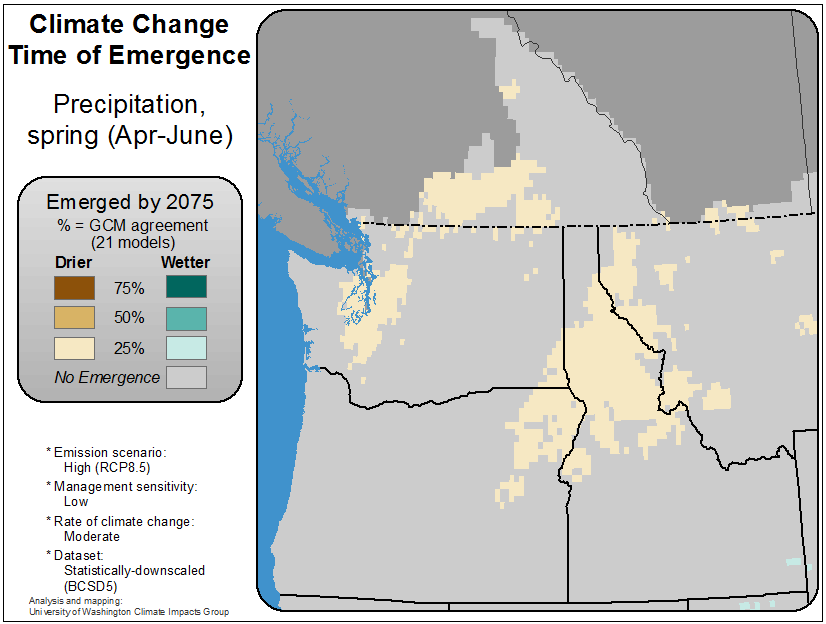 Climate Change
Time of Emergence
Precipitation,
spring (Apr-June)
Emerged by 2075
% = GCM agreement
(21 models)
Drier Wetter
75%
50%
25%
No Emergence
* Emission scenario:
High (RCP8.5)
* Management sensitivity:
Low
* Rate of climate change:
Moderate
* Dataset:
Statistically-downscaled
(BCSD5)
Analysis and mapping:
University of Washington Climate Impacts Group